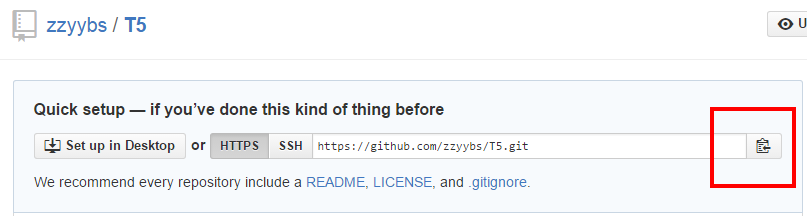 zzyybs / T5
U
Quick setup — if you've done this kind of thing before
Set up in Desktop or HTTPS SSH https://github.com/zzyybs/T5.git
We recommend every repository include a README, LICENSE, and .gitignore.